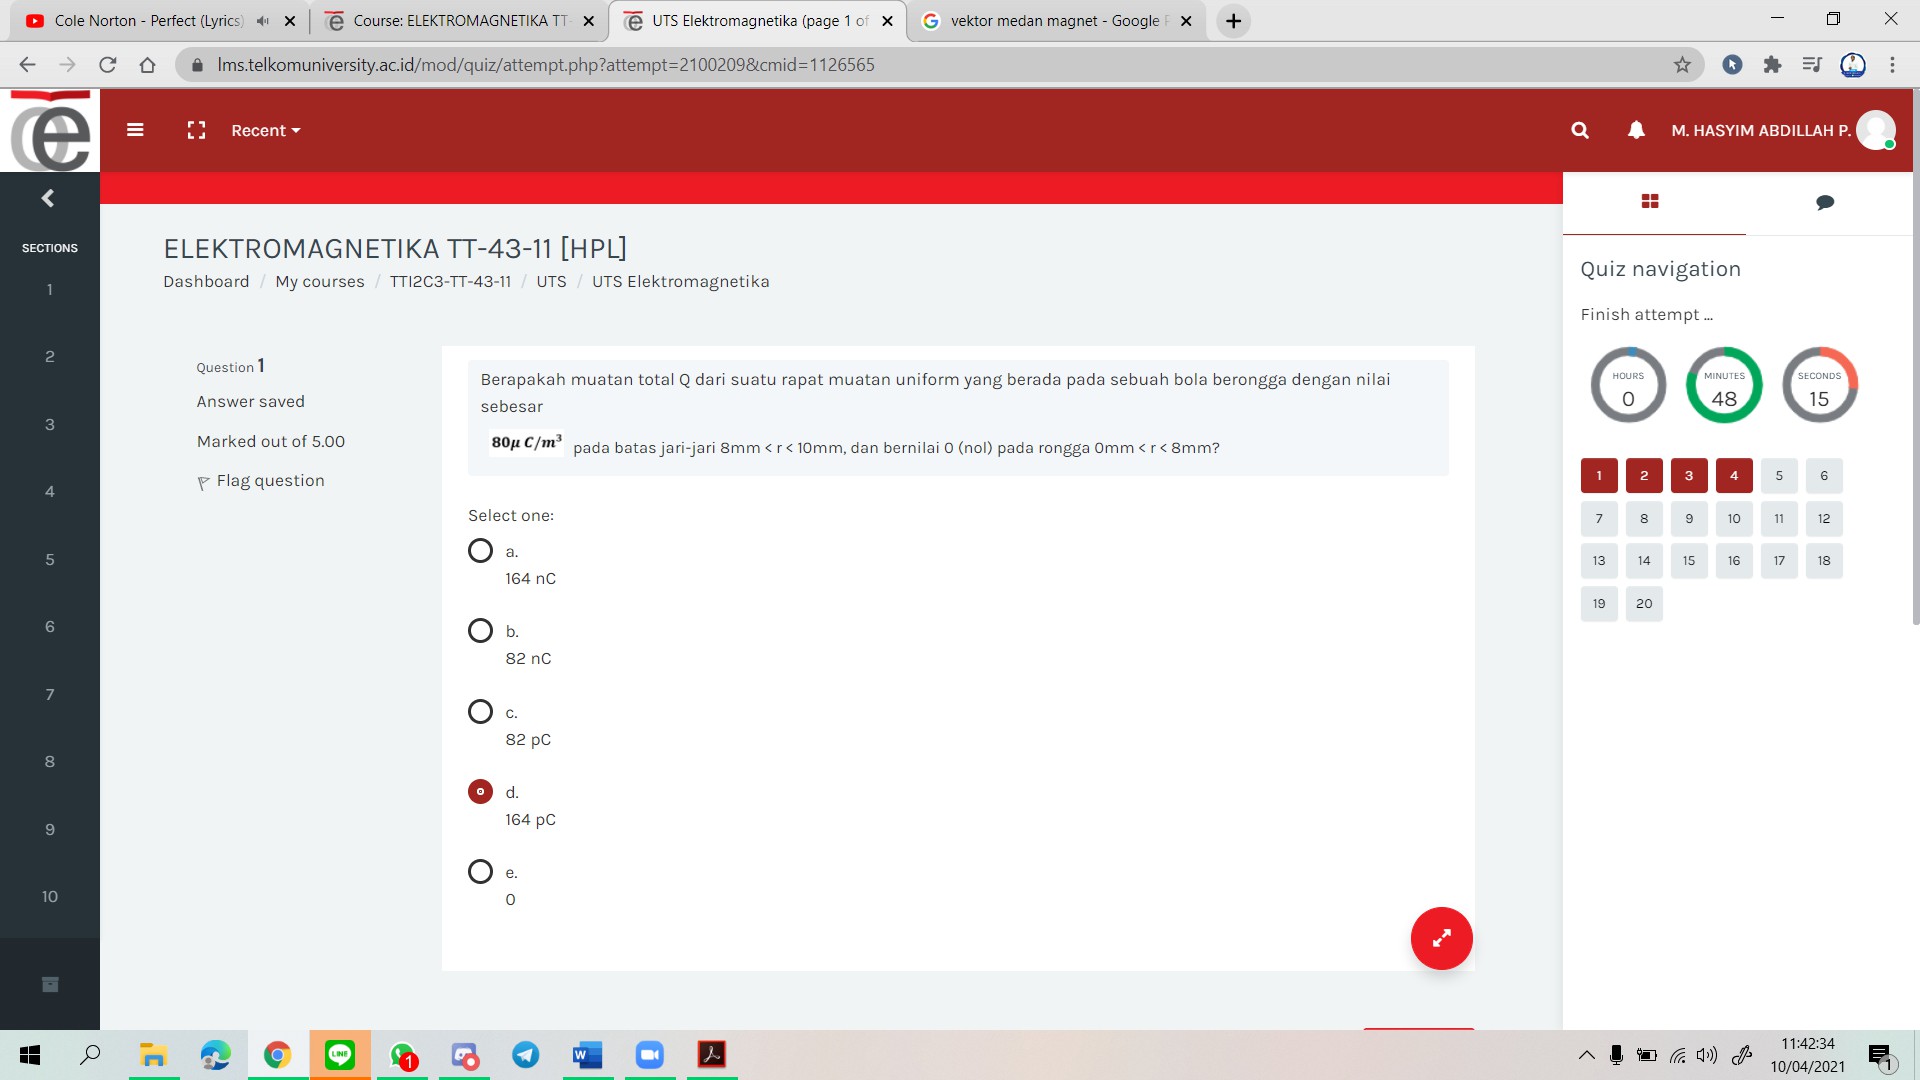 Cole Norton - Perfect (Lyrics)
Course: ELEKTROMAGNETIKA TT-
UTS Elektromagnetika (page 1 of
vektor medan magnet - Google
lms.telkomuniversity.ac.id/mod/quiz/attempt.php?attempt=2100209&cmid=1126565
Recent
M. HASYIM ABDILLAH P.
SECTIONS
1
2
3
4
5
6
7
8
9
10
ELEKTROMAGNETIKA TT-43-11 [HPL]
Dashboard / My courses / TTI2C3-TT-43-11 / UTS / UTS Elektromagnetika
Question 1
Answer saved
Marked out of 5.00
Flag question
Berapakah muatan total Q dari suatu rapat muatan uniform yang berada pada sebuah bola berongga dengan nilai
sebesar
80μ C/m³ pada batas jari-jari 8mm < r < 10mm, dan bernilai 0 (nol) pada rongga 0mm < r < 8mm?
Select one:
a.
164 nC
b.
82 nC
c.
82 pC
d.
164 pC
e.
0
Quiz navigation
Finish attempt ...
HOURS
0
MINUTES
48
SECONDS
15
1 2 3 4 5 6
7 8 9 10 11 12
13 14 15 16 17 18
19 20
LINE
1
11:42:34
10/04/2021
1